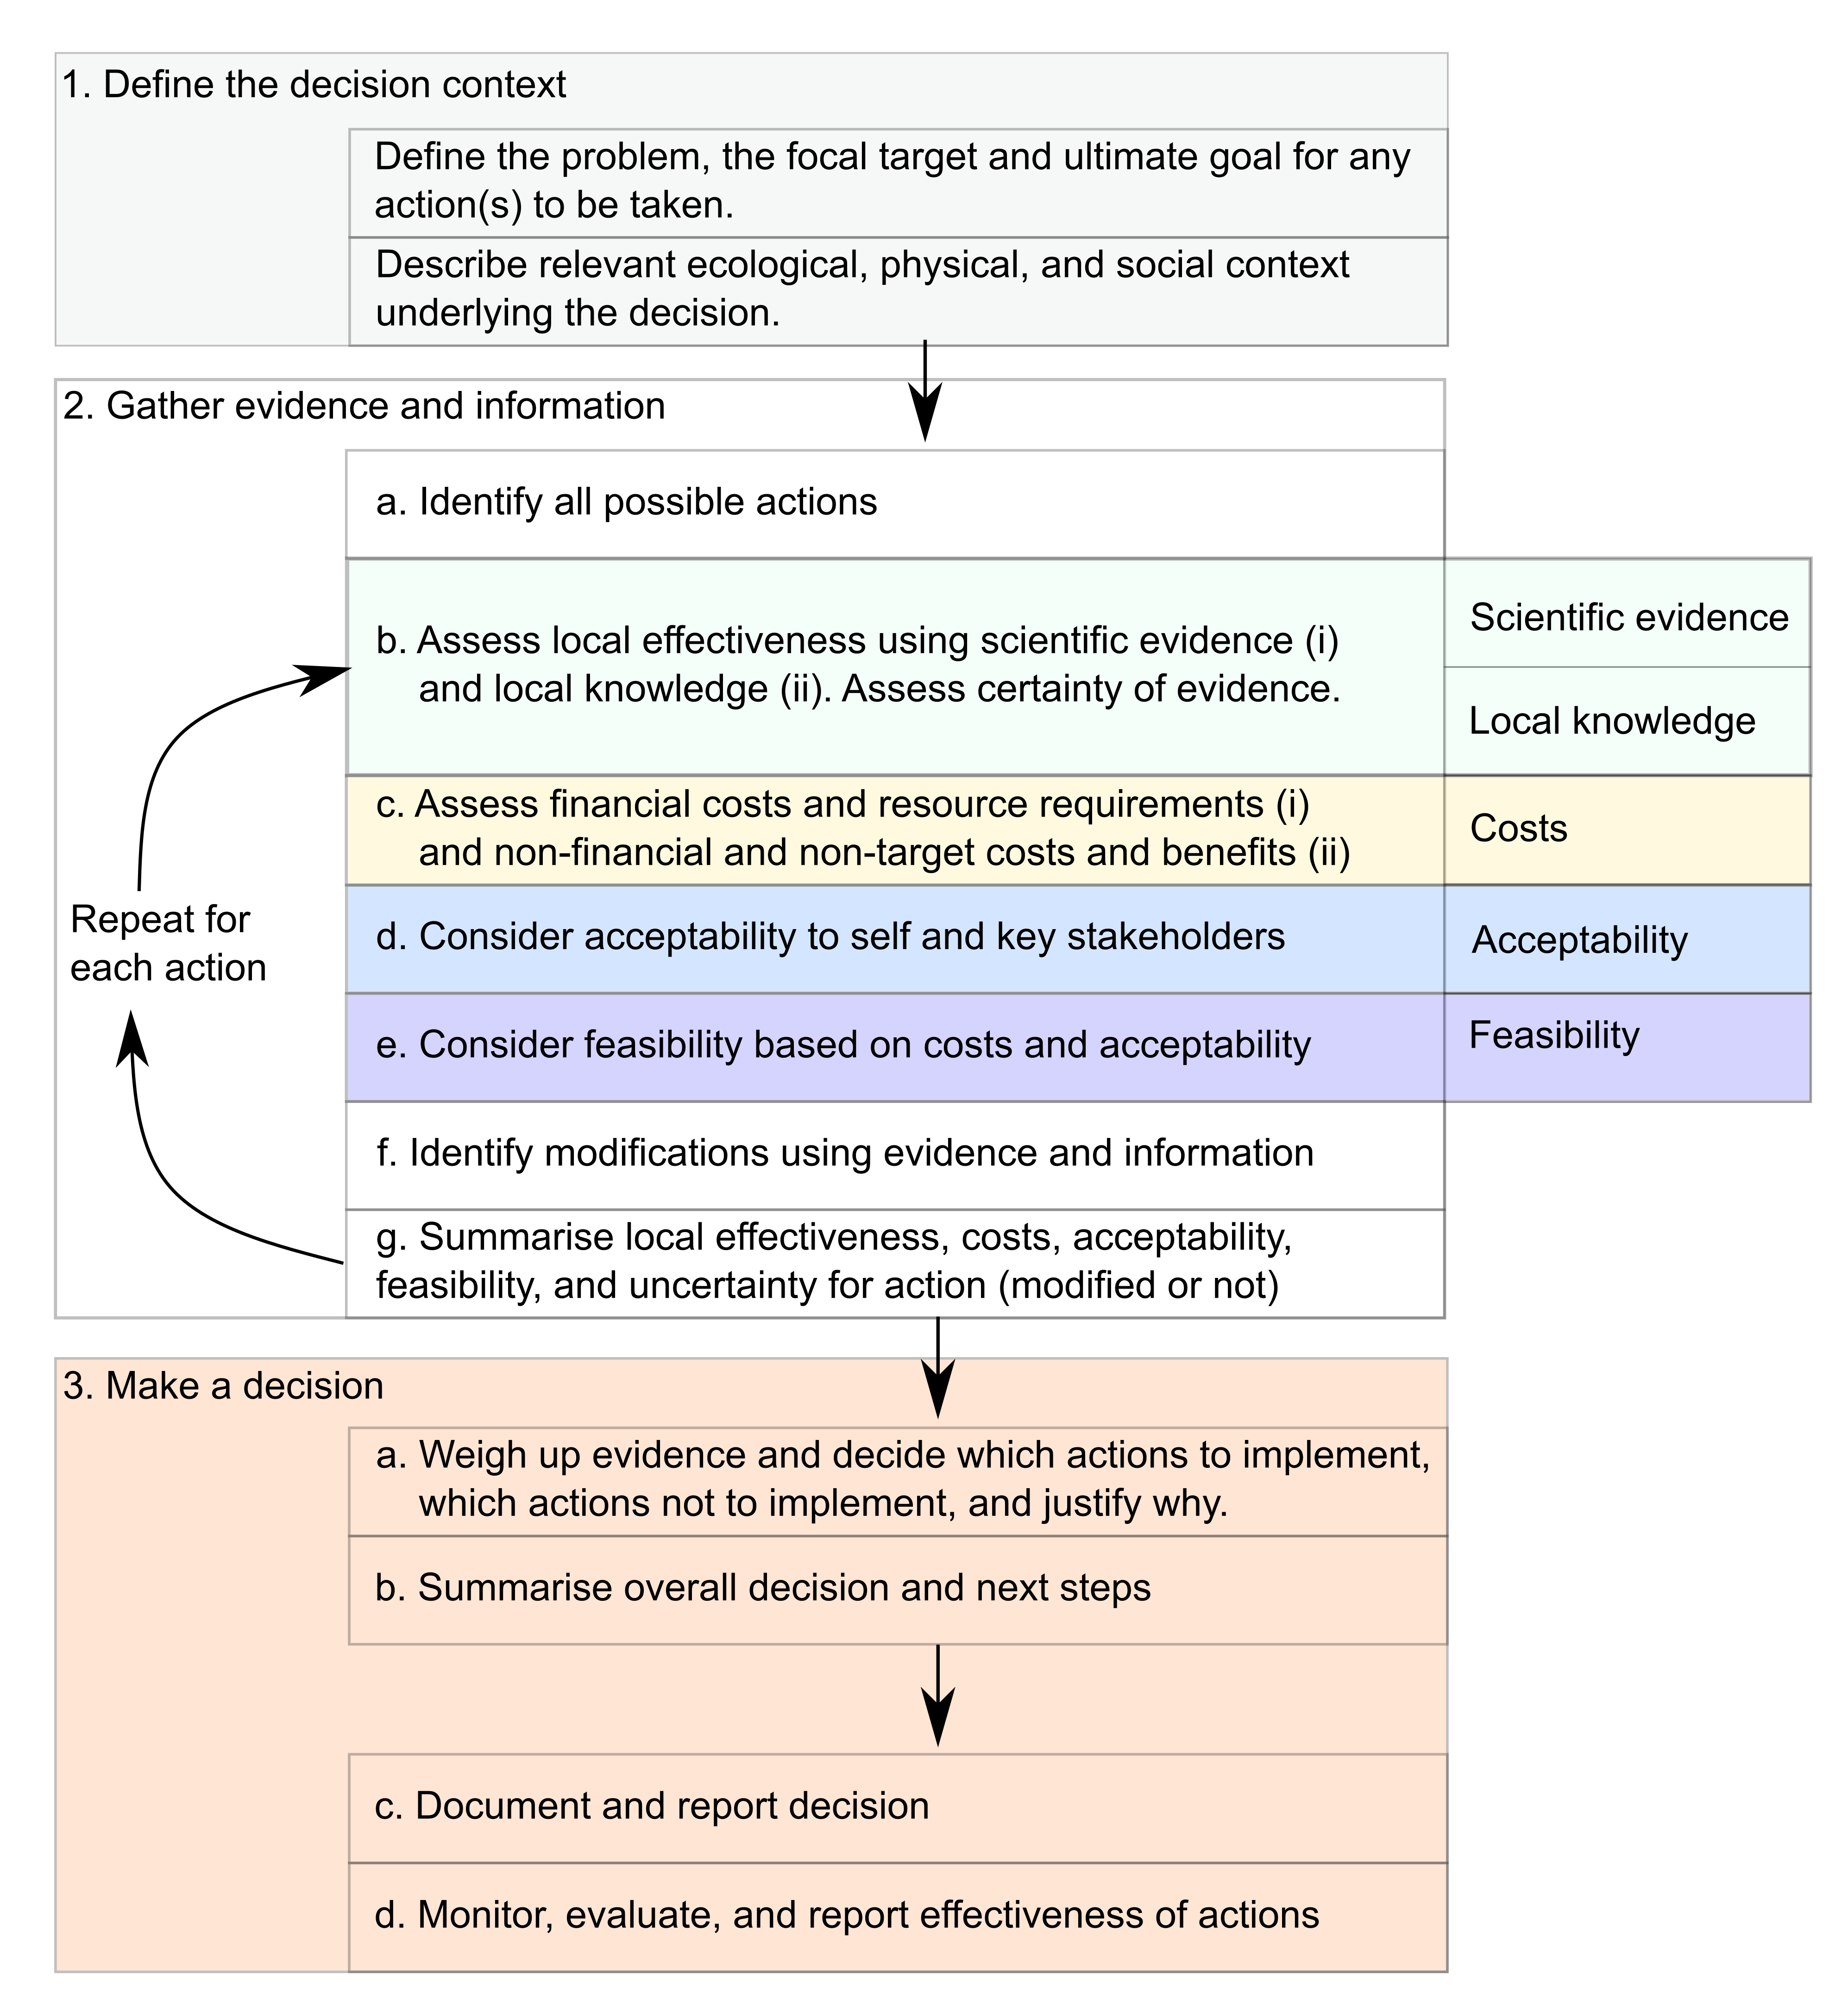 1. Define the decision context
Define the problem, the focal target and ultimate goal for any
action(s) to be taken.
Describe relevant ecological, physical, and social context
underlying the decision.
2. Gather evidence and information
a. Identify all possible actions
b. Assess local effectiveness using scientific evidence (i)
and local knowledge (ii). Assess certainty of evidence.
Scientific evidence
Local knowledge
c. Assess financial costs and resource requirements (i)
and non-financial and non-target costs and benefits (ii)
Costs
d. Consider acceptability to self and key stakeholders
Acceptability
e. Consider feasibility based on costs and acceptability
Feasibility
f. Identify modifications using evidence and information
g. Summarise local effectiveness, costs, acceptability,
feasibility, and uncertainty for action (modified or not)
Repeat for
each action
3. Make a decision
a. Weigh up evidence and decide which actions to implement,
which actions not to implement, and justify why.
b. Summarise overall decision and next steps
c. Document and report decision
d. Monitor, evaluate, and report effectiveness of actions